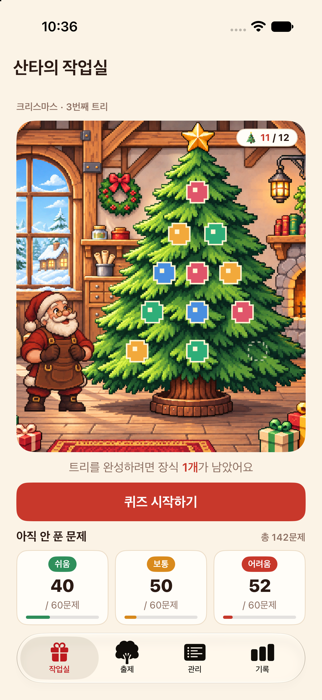 10:36
산타의 작업실
크리스마스 · 3번째 트리
11 / 12
트리를 완성하려면 장식 1개가 남았어요
퀴즈 시작하기
아직 안 푼 문제
총 142문제
쉬움
보통
어려움
40
50
52
/ 60문제
/ 60문제
/ 60문제
작업실
출제
관리
기록